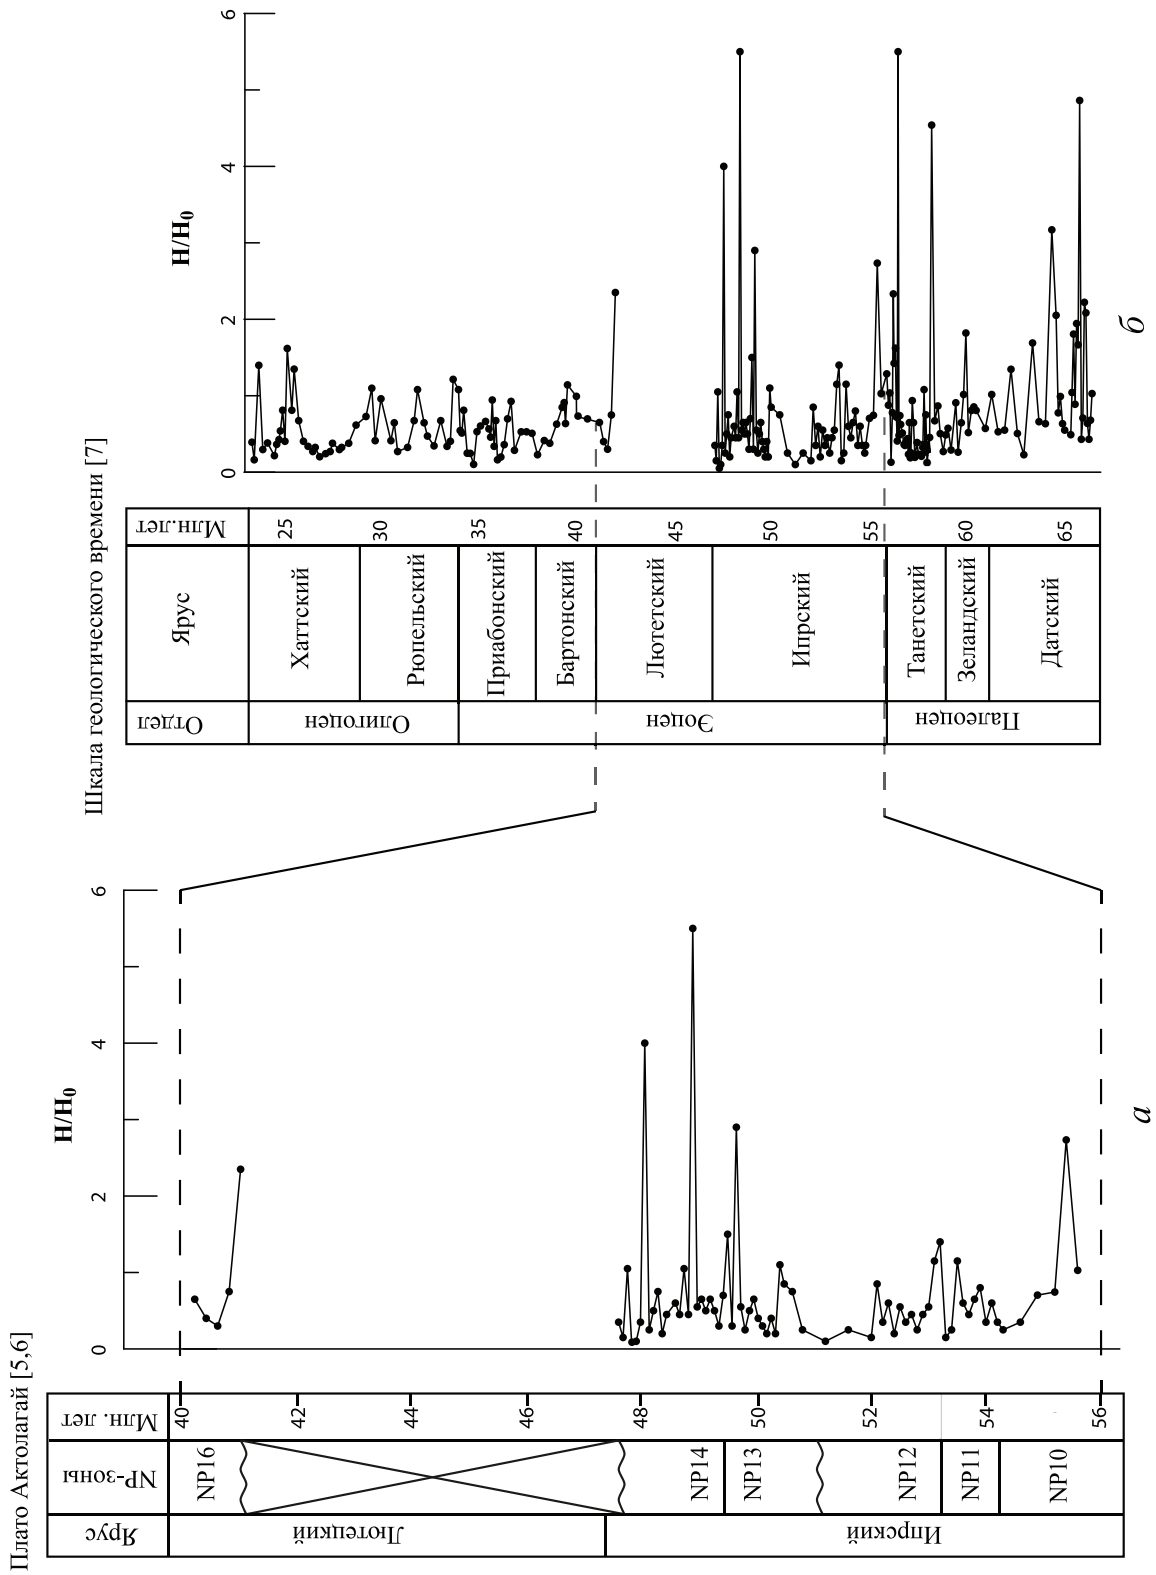 Шкала геологического времени [7]
Отдел
Ярус
Млн.лет
H/H0
0
2
4
6
Олигоцен
Эоцен
Палеоцен
Хаттский
Рюпельский
Приабонский
Бартонский
Лютетский
Ипрский
Танетский
Зеландский
Датский
25
30
35
40
45
50
55
60
65
б
Плато Актолагай [5,6]
Ярус
NP-зоны
Млн. лет
H/H0
0
2
4
6
Лютецкий
Ипрский
NP16
NP14
NP13
NP12
NP11
NP10
40
42
44
46
48
50
52
54
56
а